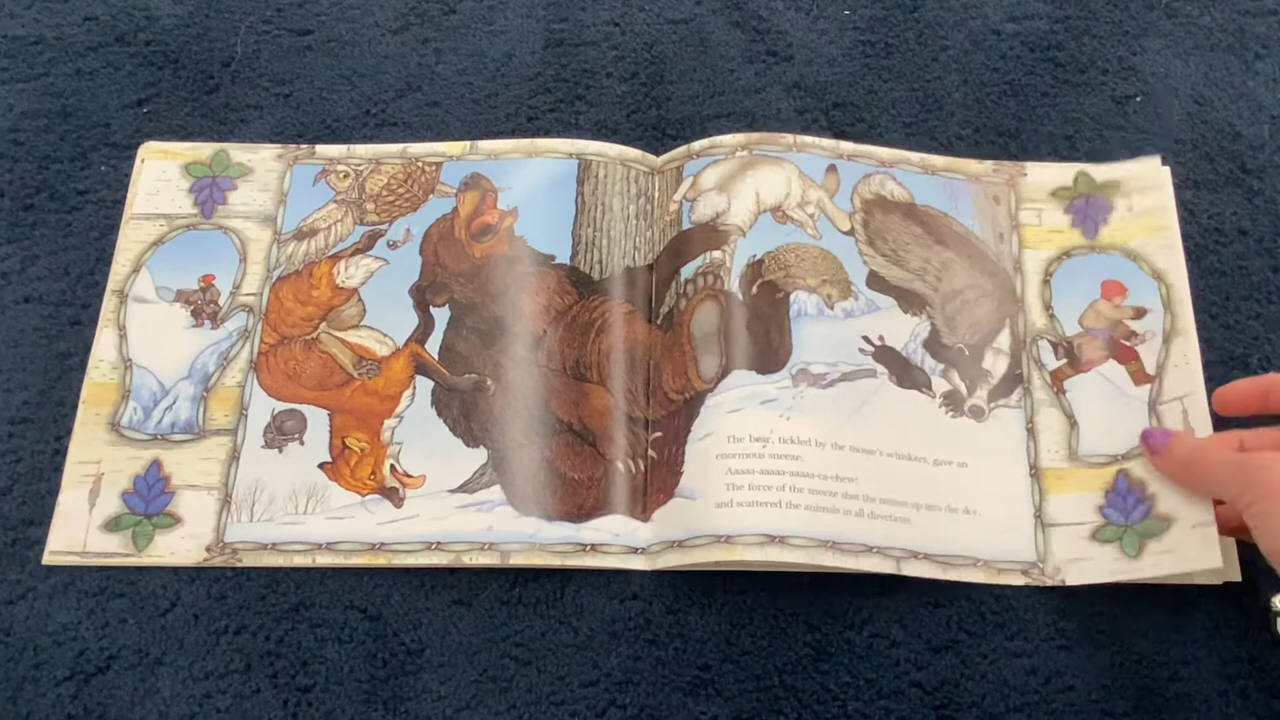 The bear, tickled by the mouse's whiskers, gave an
enormous sneeze.
Aaaaa-aaaaa-aaaaa-ca-chew!
The force of the sneeze shot the mouse up into the sky,
and scattered the animals in all directions.